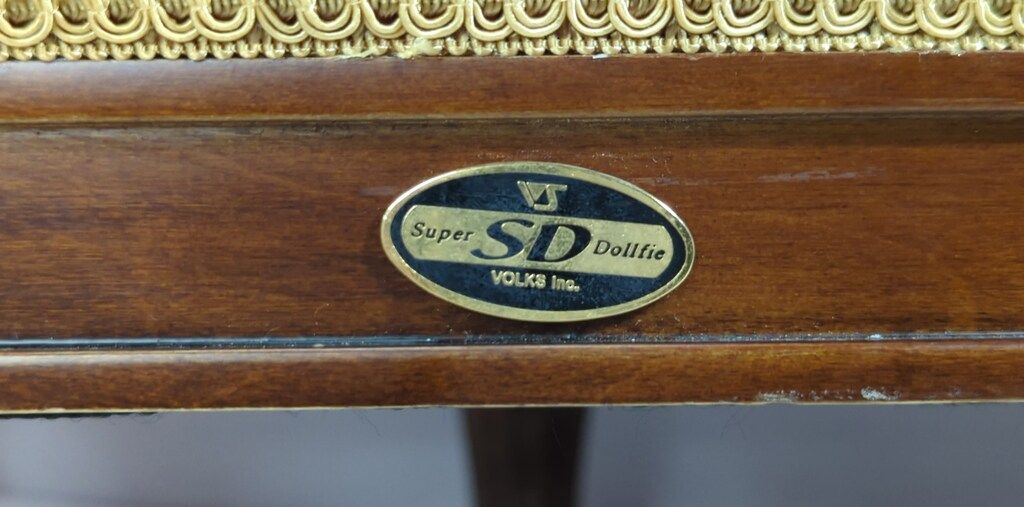 VS
Super SD Dollfie
VOLKS Inc.